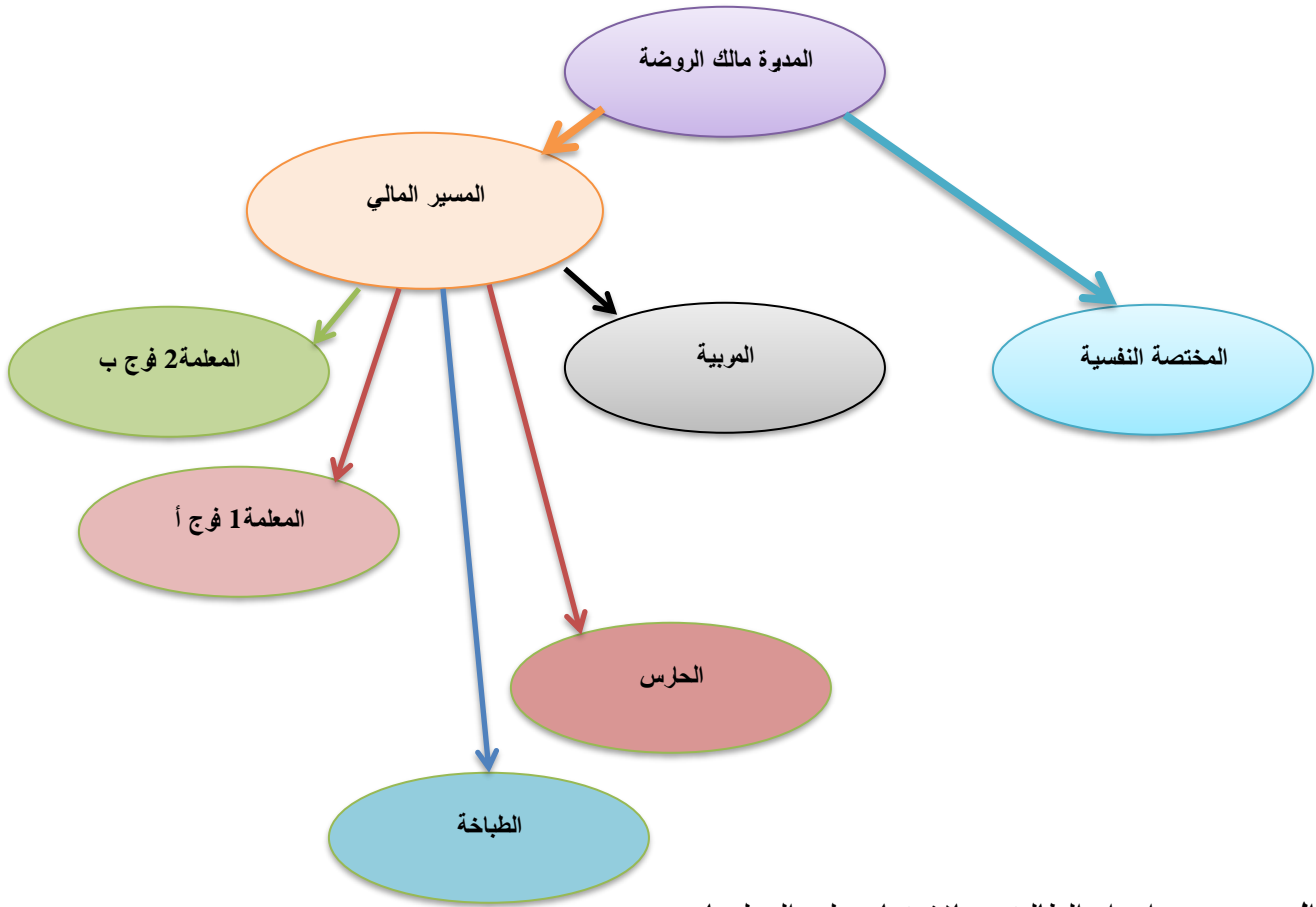 المديرة مالك الروضة
المسير المالي
المختصة النفسية
المربية
المعلمة2 فوج ب
المعلمة1 فوج أ
الحارس
الطباخة